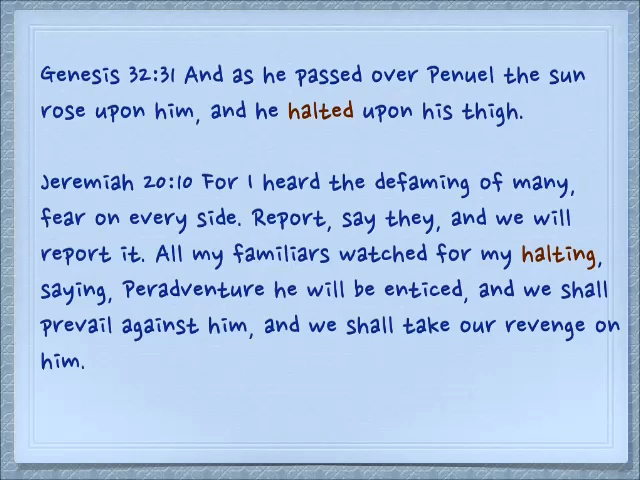 Genesis 32:31 And as he passed over Penuel the sun
rose upon him, and he halted upon his thigh.
Jeremiah 20:10 For I heard the defaming of many,
fear on every side. Report, say they, and we will
report it. All my familiars watched for my halting,
saying, Peradventure he will be enticed, and we shall
prevail against him, and we shall take our revenge on
him.